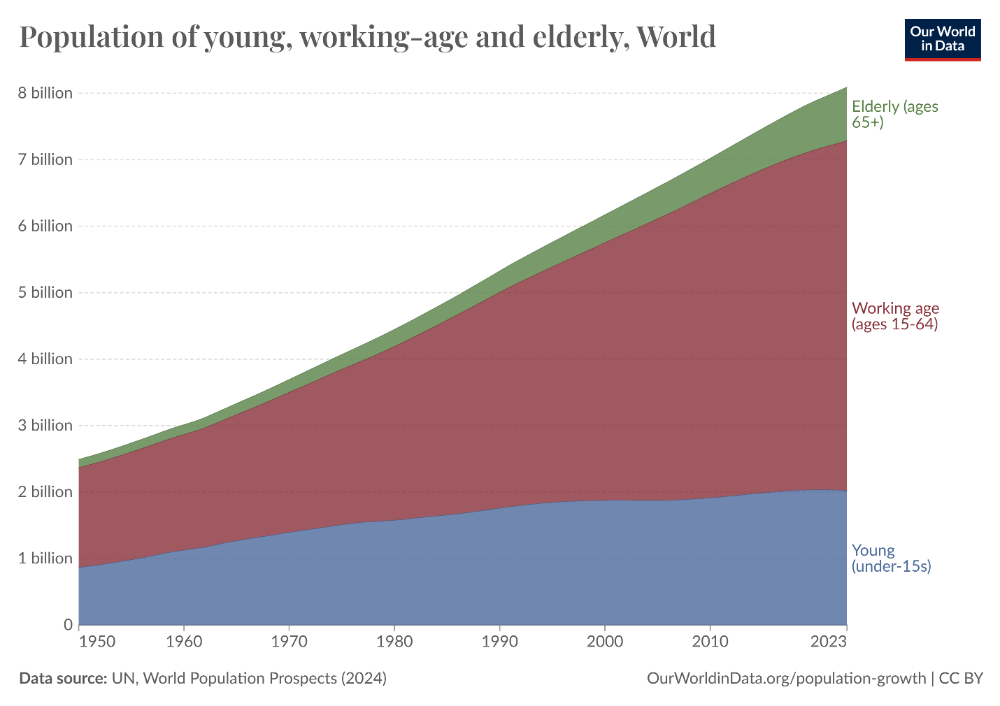 Population of young, working-age and elderly, World
Our World
in Data
8 billion
7 billion
6 billion
5 billion
4 billion
3 billion
2 billion
1 billion
0
Elderly (ages
65+)
Working age
(ages 15-64)
Young
(under-15s)
1950
1960
1970
1980
1990
2000
2010
2023
Data source: UN, World Population Prospects (2024)
OurWorldinData.org/population-growth | CC BY